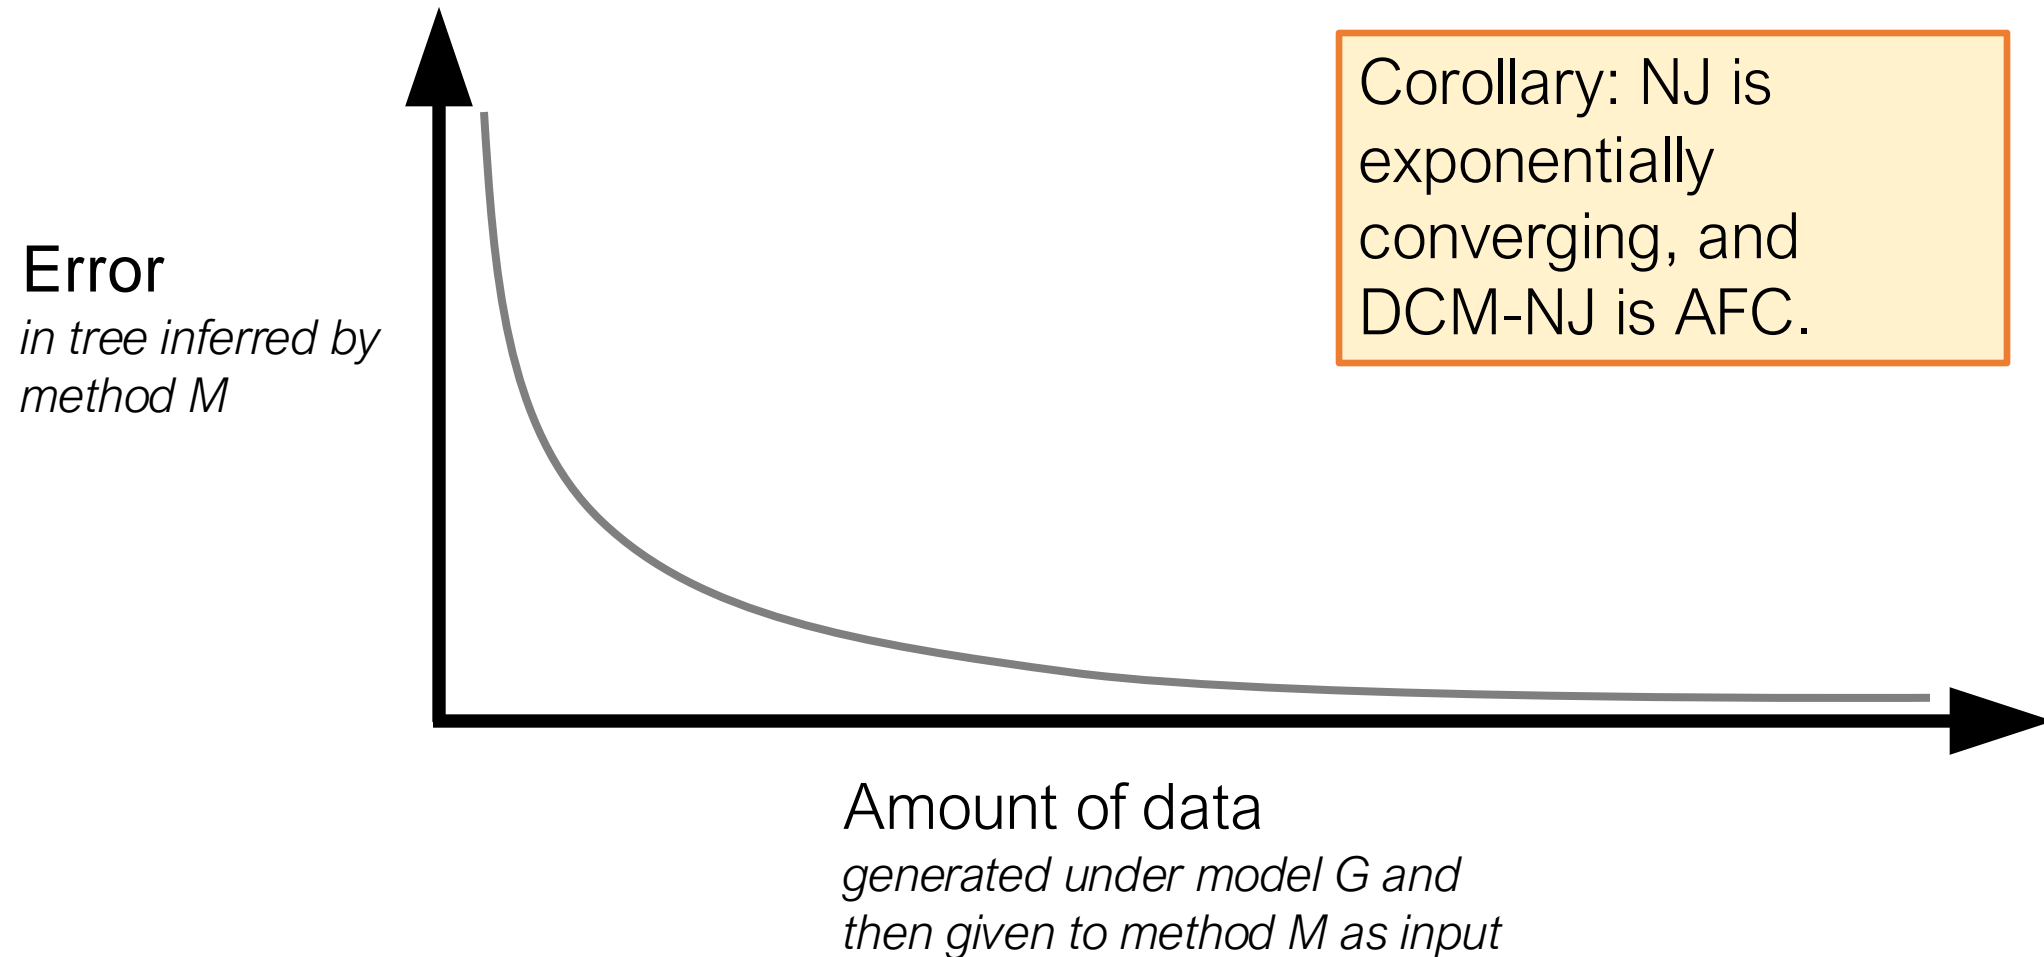 Corollary: NJ is
exponentially
converging, and
DCM-NJ is AFC.
Error
in tree inferred by
method M
Amount of data
generated under model G and
then given to method M as input